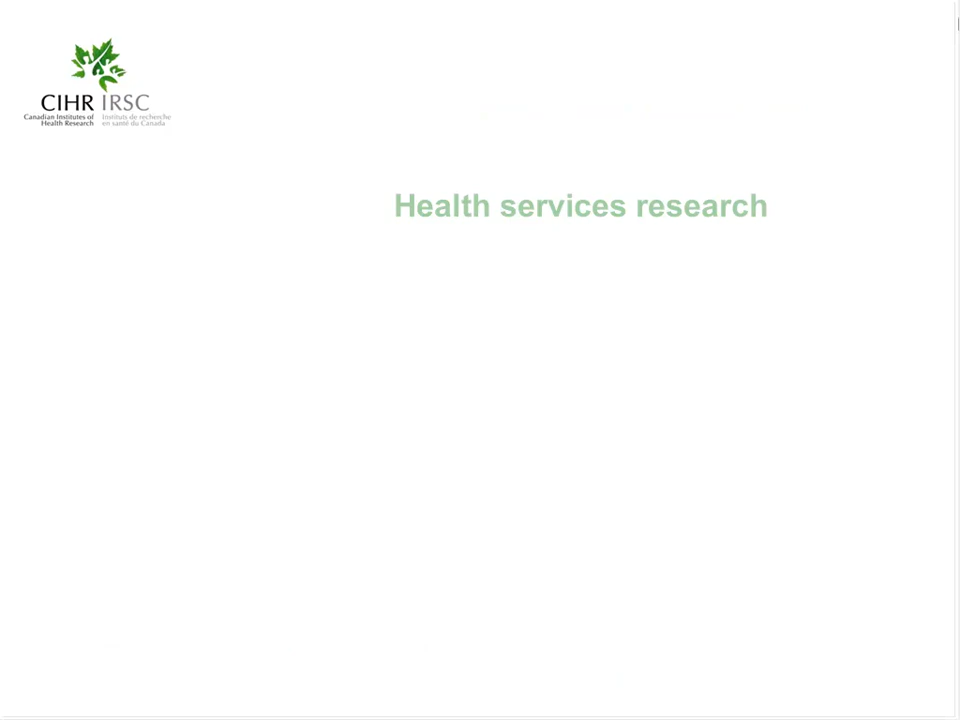 CIHR IRSC
Canadian Institutes of Health Research
Instituts de recherche en santé du Canada
Health services research